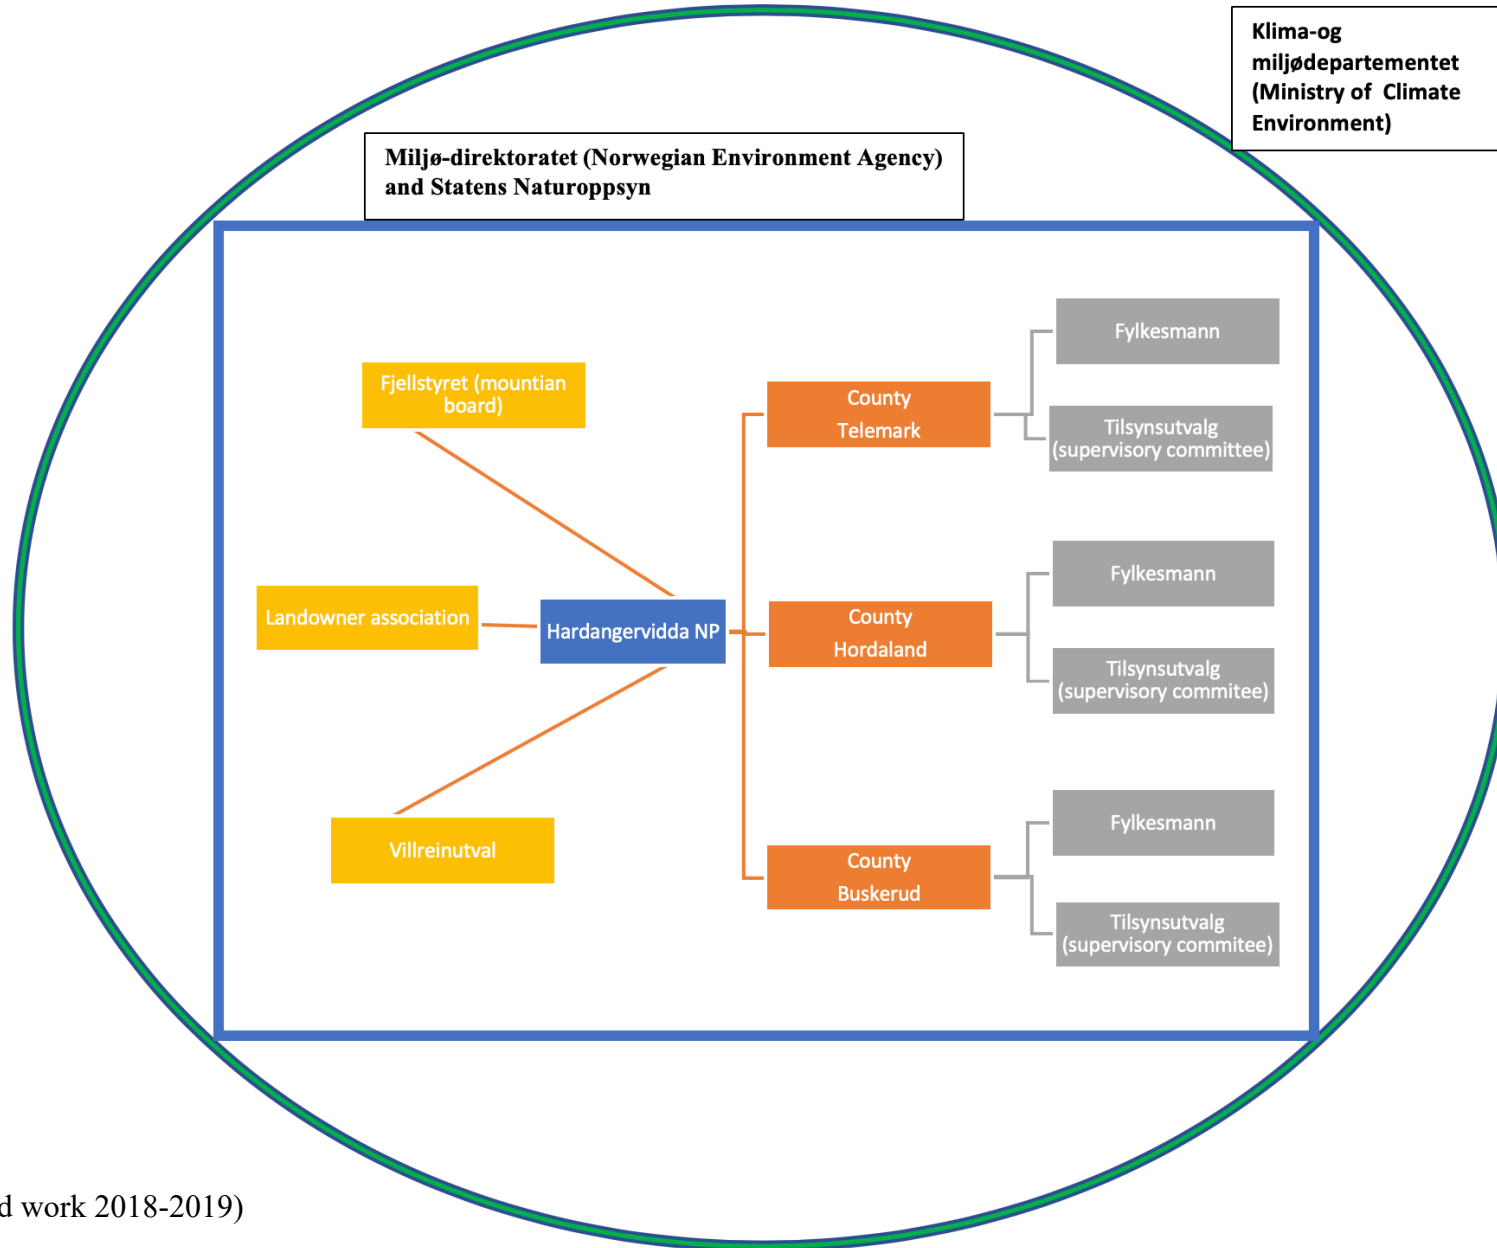 Klima-og
miljødepartementet
(Ministry of Climate
Environment)
Miljø-direktoratet (Norwegian Environment Agency)
and Statens Naturoppsyn
Fjellstyret (mountian
board)
Landowner association
Villreinutval
Hardangervidda NP
County
Telemark
Fylkesmann
Tilsynsutvalg
(supervisory committee)
County
Hordaland
Fylkesmann
Tilsynsutvalg
(supervisory commitee)
County
Buskerud
Fylkesmann
Tilsynsutvalg
(supervisory commitee)
d work 2018-2019)